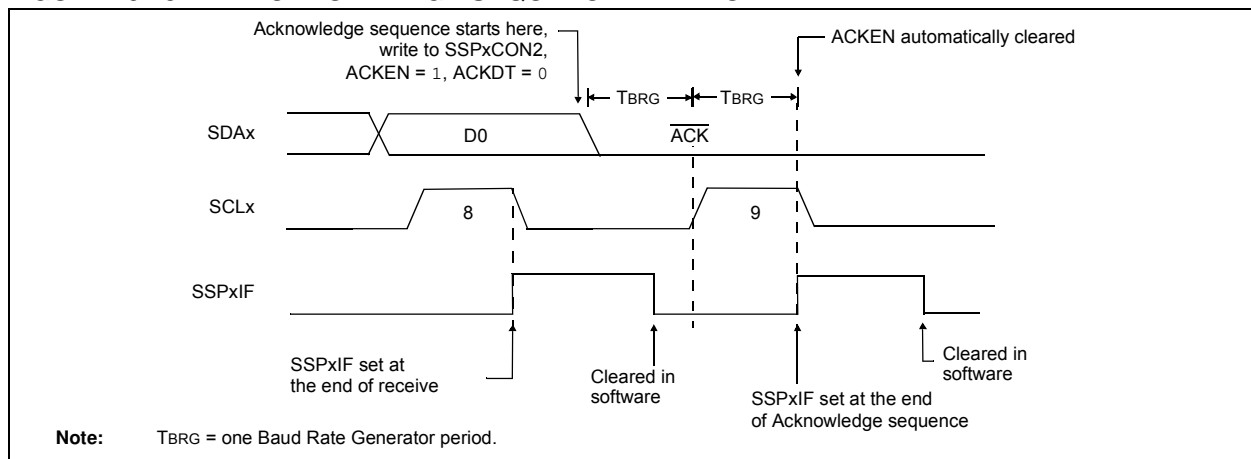 Acknowledge sequence starts here,
write to SSPxCON2,
ACKEN = 1, ACKDT = 0
ACKEN automatically cleared
TBRG
TBRG
SDAx
D0
ACK
SCLx
8
9
SSPxIF
SSPxIF set at
the end of receive
Cleared in
software
SSPxIF set at the end
of Acknowledge sequence
Cleared in
software
Note: TBRG = one Baud Rate Generator period.